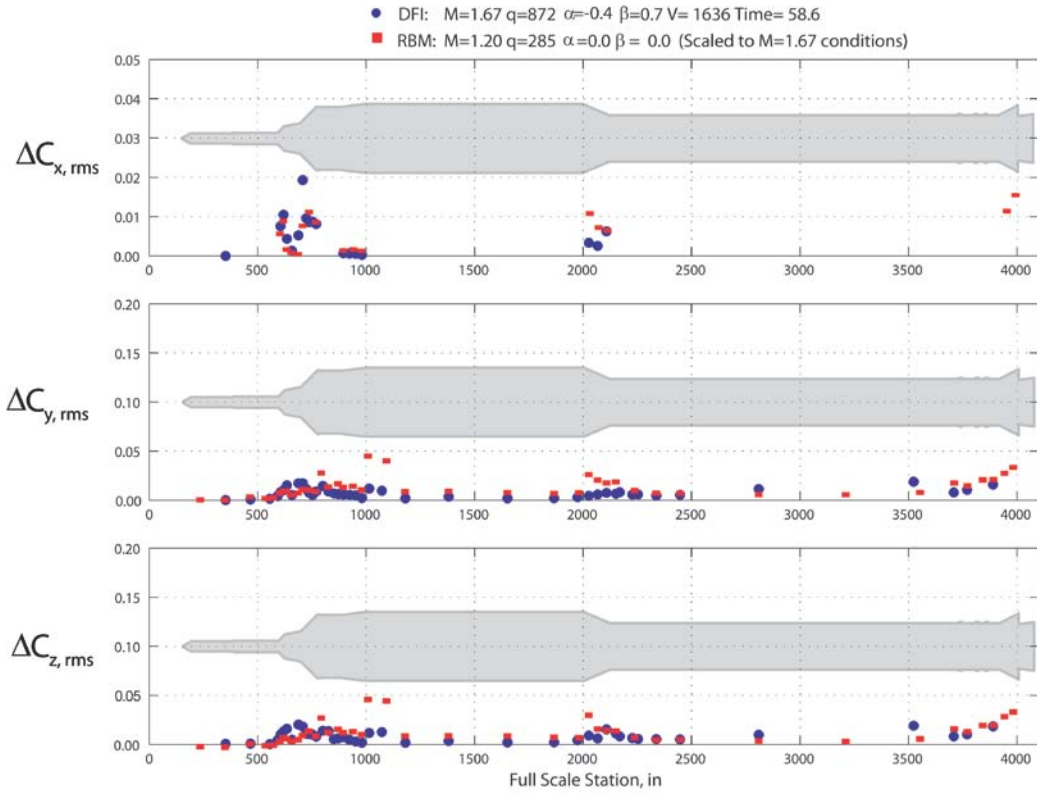 DFI: M=1.67 q=872 α=-0.4 β=0.7 V= 1636 Time= 58.6
RBM: M=1.20 q=285 α=0.0 β= 0.0 (Scaled to M=1.67 conditions)
0.05
0.04
0.03
0.02
0.01
0.00
ΔCx, rms
0 500 1000 1500 2000 2500 3000 3500 4000
0.20
0.15
0.10
0.05
0.00
ΔCy, rms
0 500 1000 1500 2000 2500 3000 3500 4000
0.20
0.15
0.10
0.05
0.00
ΔCz, rms
0 500 1000 1500 2000 2500 3000 3500 4000
Full Scale Station, in